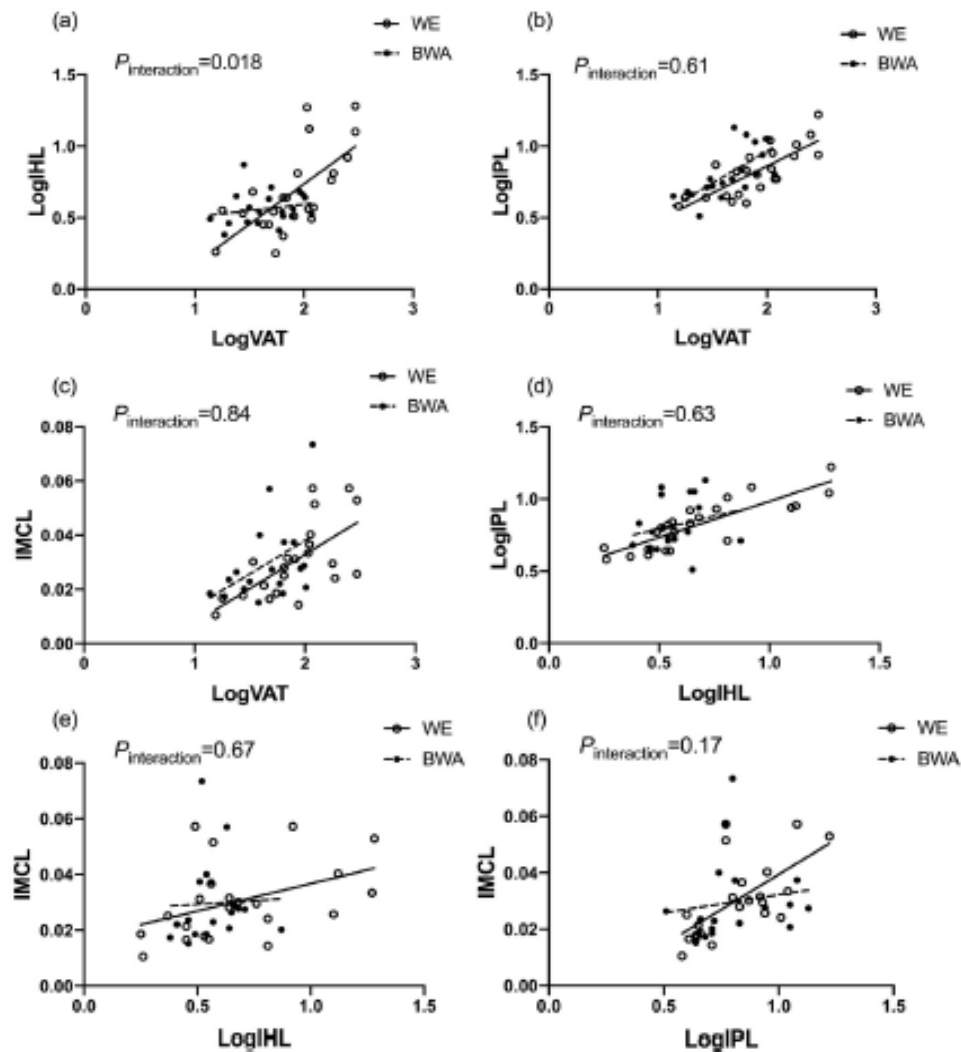 (a)
WE
BWA
Pinteraction=0.018
1.5
1.0
0.5
0.0
LogIHL
0 1 2 3
LogVAT
(b)
WE
BWA
Pinteraction=0.61
1.5
1.0
0.5
0.0
LogIPL
0 1 2 3
LogVAT
(c)
WE
BWA
Pinteraction=0.84
0.08
0.06
0.04
0.02
0.00
IMCL
0 1 2 3
LogVAT
(d)
WE
BWA
Pinteraction=0.63
1.5
1.0
0.5
0.0
LogIPL
0.0 0.5 1.0 1.5
LogIHL
(e)
WE
BWA
Pinteraction=0.67
0.08
0.06
0.04
0.02
0.00
IMCL
0.0 0.5 1.0 1.5
LogIHL
(f)
WE
BWA
Pinteraction=0.17
0.08
0.06
0.04
0.02
0.00
IMCL
0.0 0.5 1.0 1.5
LogIPL